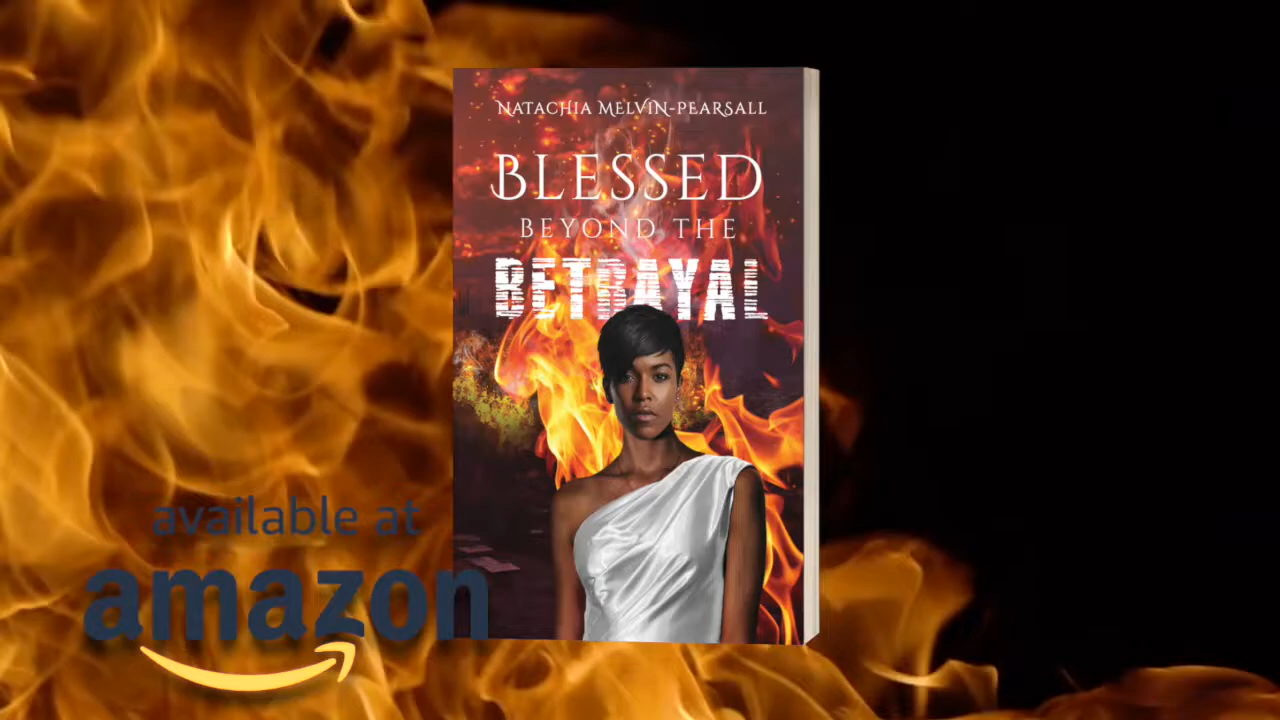 NATACHIA MELVIN-PEARSALL
BLESSED
BEYOND THE
BETRAYAL
available at
amazon